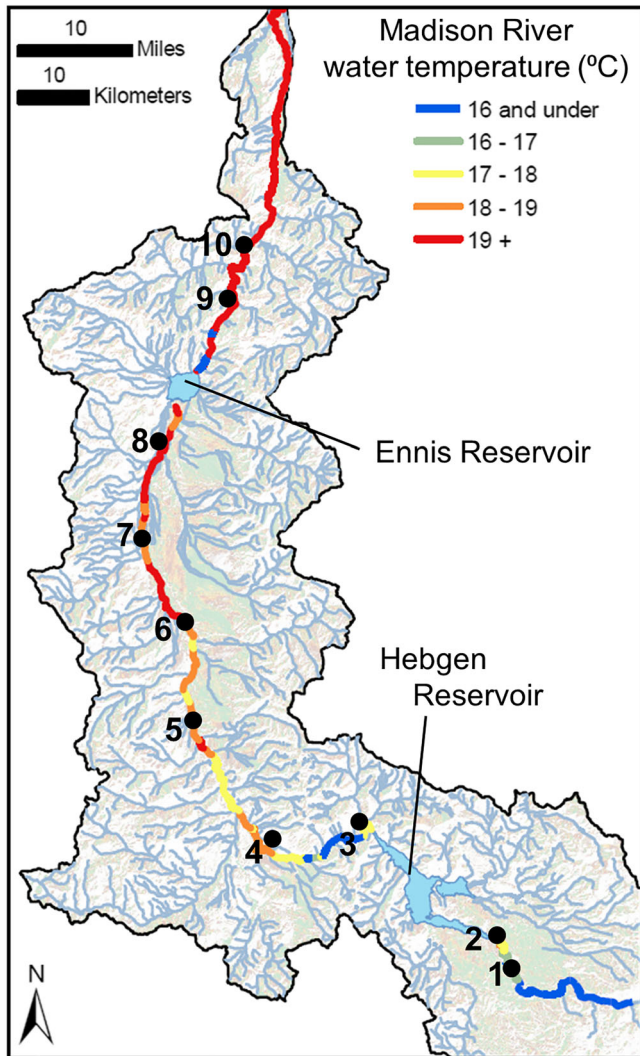 10
Miles
10
Kilometers
Madison River
water temperature (ºC)
16 and under
16 - 17
17 - 18
18 - 19
19 +
10
9
Ennis Reservoir
8
7
6
Hebgen
Reservoir
5
4
3
2
1
N